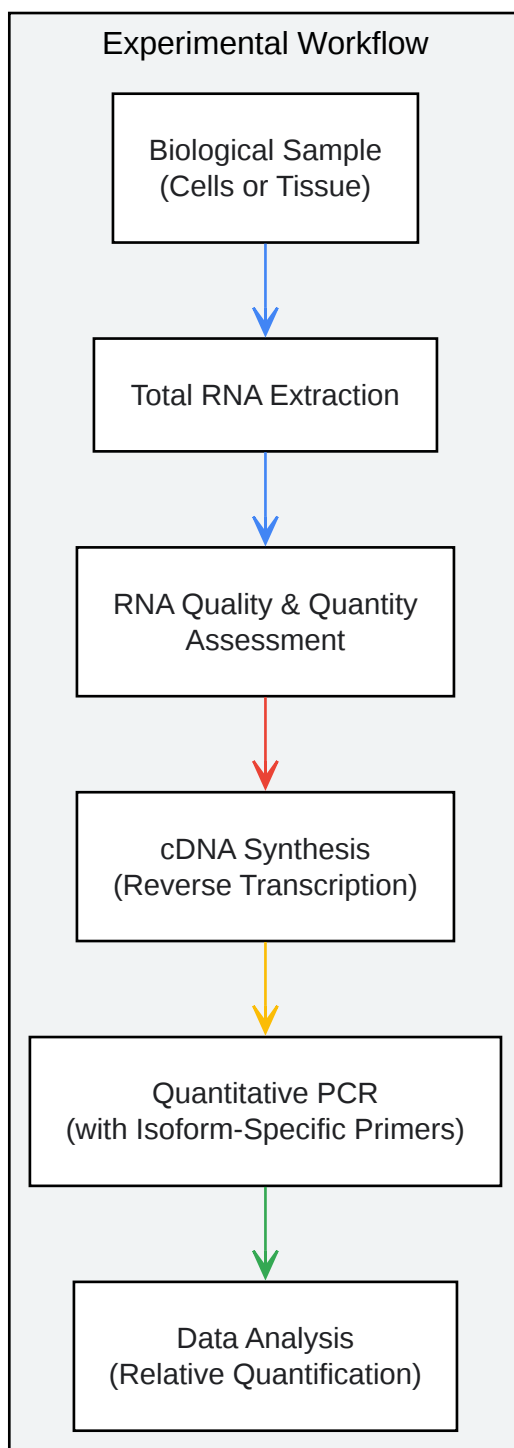 Experimental Workflow
Biological Sample
(Cells or Tissue)
Total RNA Extraction
RNA Quality & Quantity
Assessment
cDNA Synthesis
(Reverse Transcription)
Quantitative PCR
(with Isoform-Specific Primers)
Data Analysis
(Relative Quantification)